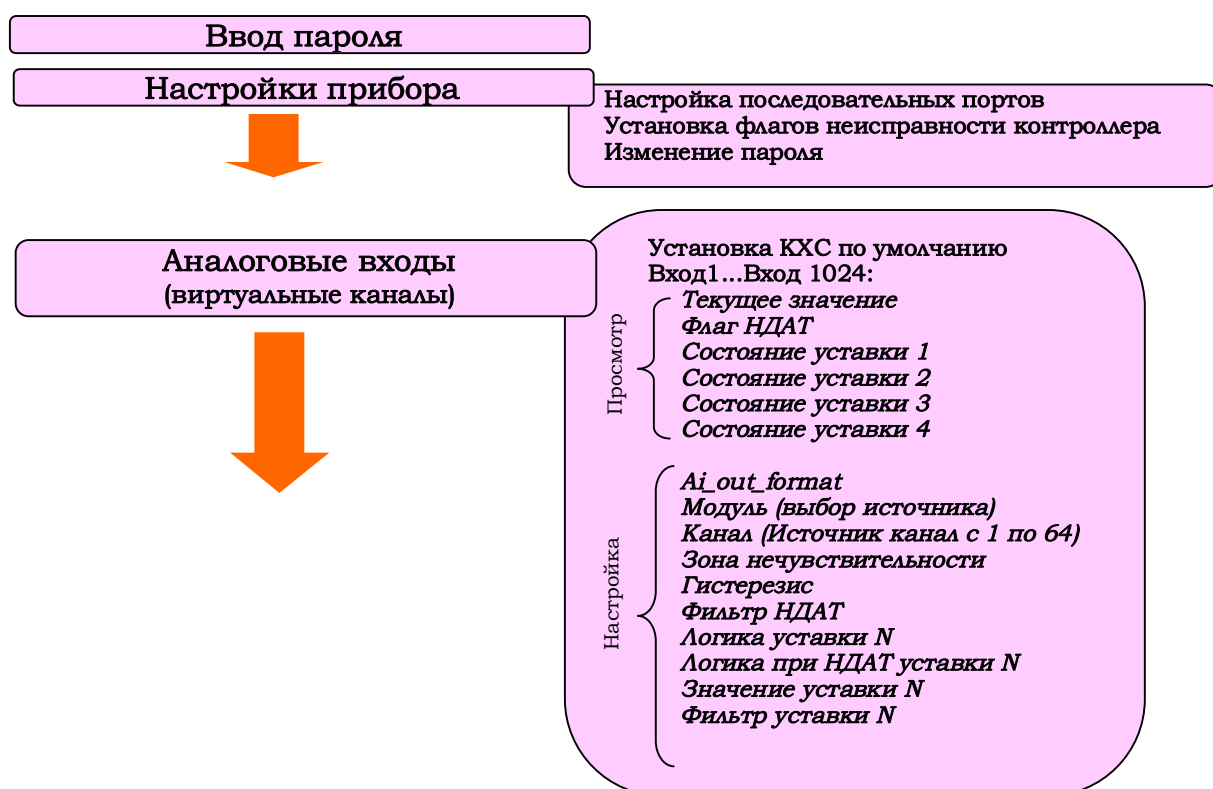 Ввод пароля
Настройки прибора
Настройка последовательных портов
Установка флагов неисправности контроллера
Изменение пароля
Аналоговые входы
(виртуальные каналы)
Установка КХС по умолчанию
Вход1...Вход 1024:
Просмотр
Текущее значение
Флаг НДАТ
Состояние уставки 1
Состояние уставки 2
Состояние уставки 3
Состояние уставки 4
Настройка
Ai_out_format
Модуль (выбор источника)
Канал (Источник канал с 1 по 64)
Зона нечувствительности
Гистерезис
Фильтр НДАТ
Логика уставки N
Логика при НДАТ уставки N
Значение уставки N
Фильтр уставки N